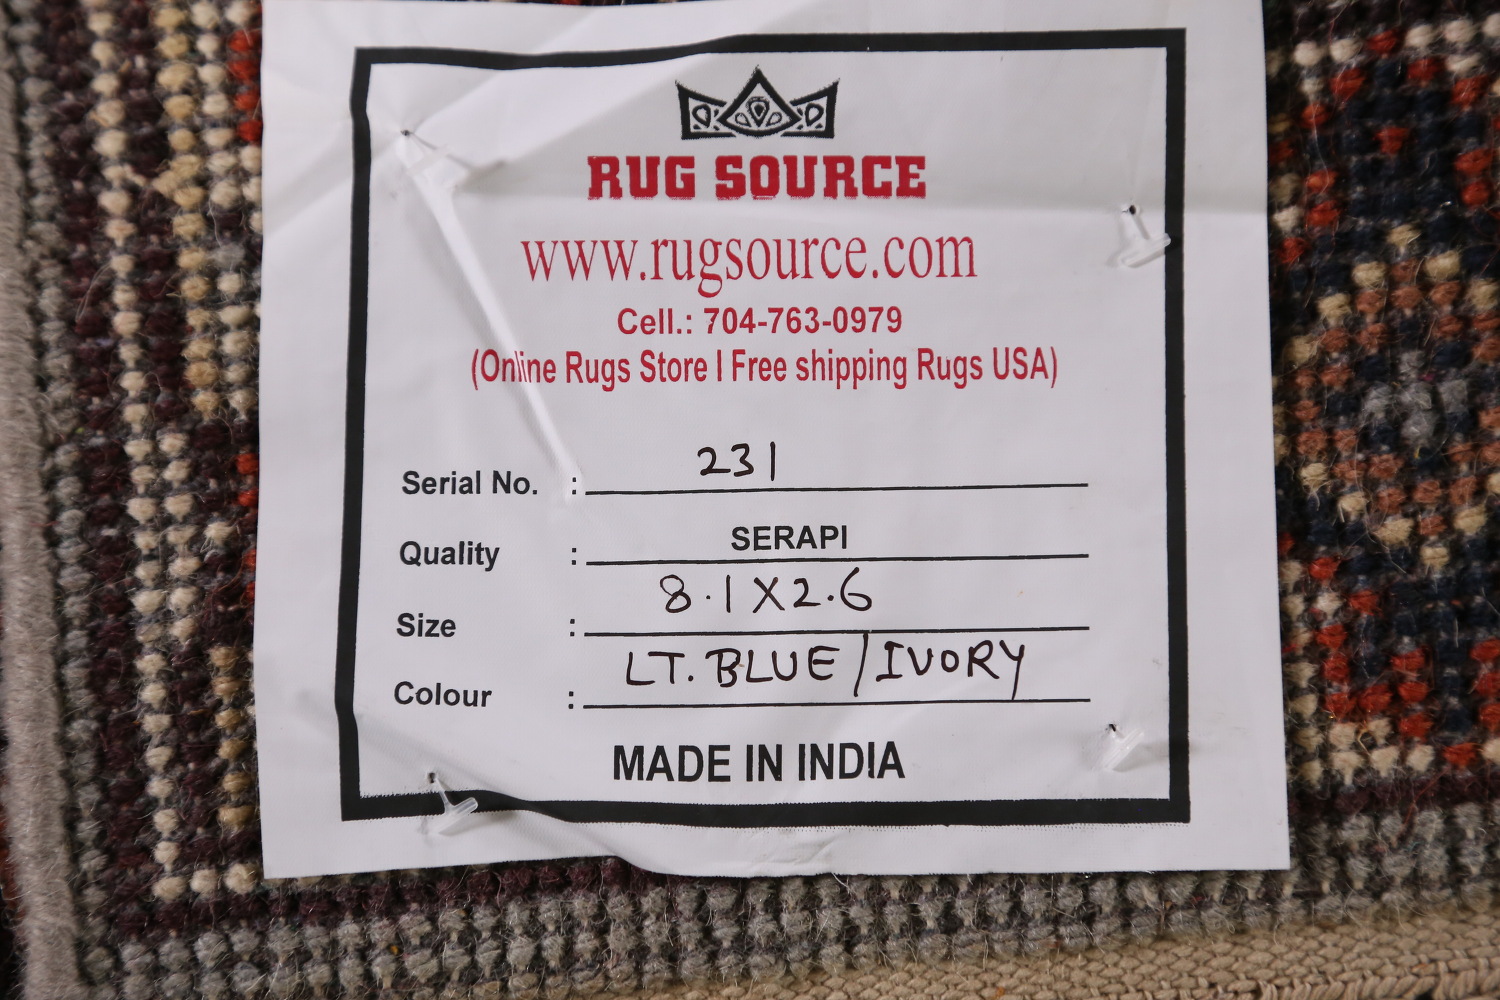 RUG SOURCE
www.rugsource.com
Cell.: 704-763-0979
(Online Rugs Store I Free shipping Rugs USA)
Serial No. : 231
Quality : SERAPI
Size : 8.1X2.6
Colour : LT. BLUE/IVORY
MADE IN INDIA